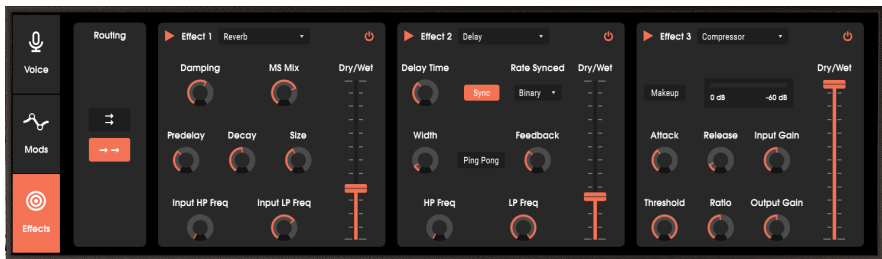 Voice
Mods
Effects
Routing
Effect 1 Reverb
Damping MS Mix Dry/Wet
Predelay Decay Size
Input HP Freq Input LP Freq
Effect 2 Delay
Delay Time Rate Synced Dry/Wet
Sync Binary
Width Feedback
Ping Pong
HP Freq LP Freq
Effect 3 Compressor
Dry/Wet
Makeup 0 dB -60 dB
Attack Release Input Gain
Threshold Ratio Output Gain